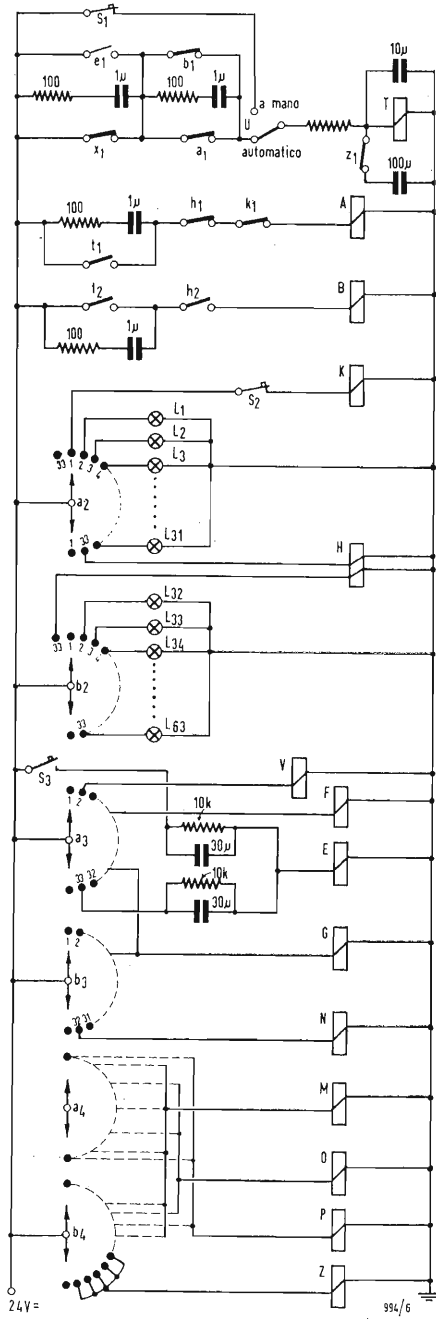 S1
10μ
e1
b1
100
1μ
100
1μ
a mano
U
T
x1
a1
automatico
z1
100μ
100
1μ
h1
k1
A
t1
t2
h2
B
100
1μ
K
S2
L1
33 1 2 3 4
L2
L3
a2
1 33
L31
H
L32
33 1 2 3 4
L33
L34
b2
33
L63
S3
V
1 2
F
10k
a3
30μ
E
10k
33 32
30μ
1 2
G
b3
32 31
N
a4
M
O
P
b4
Z
24V=
994/6